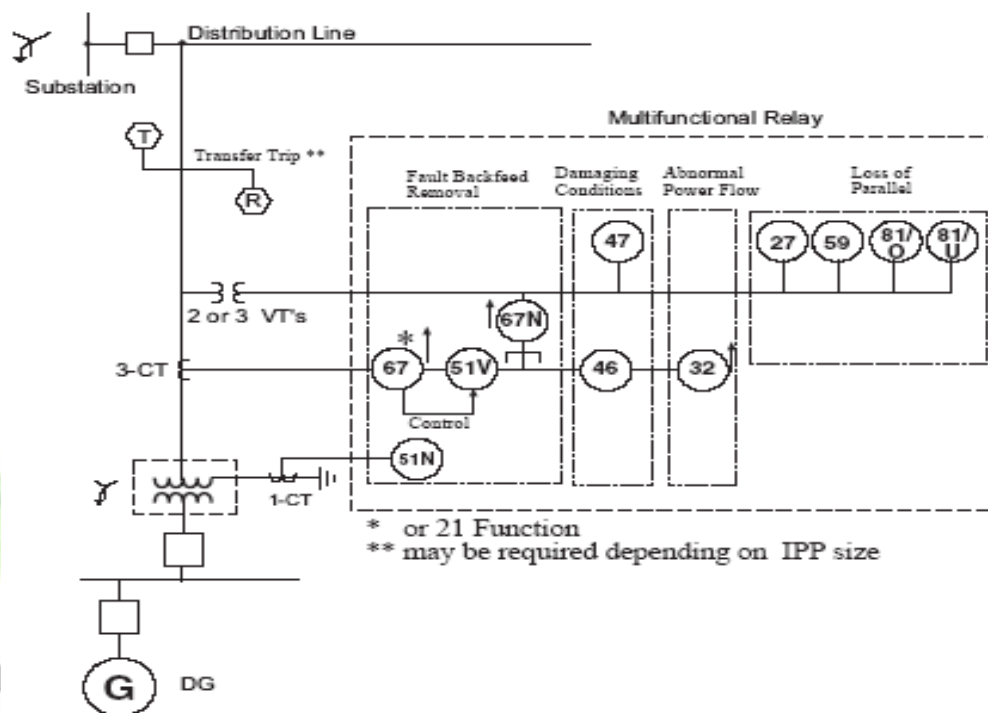 Distribution Line
Substation
Multifunctional Relay
T
Transfer Trip **
R
Fault Backfeed
Removal
Damaging
Conditions
Abnormal
Power Flow
Loss of
Parallel
47
27
59
81/
O
81/
U
2 or 3 VT's
67N
*
3-CT
67
51V
46
32
Control
51N
1-CT
* or 21 Function
** may be required depending on IPP size
G
DG